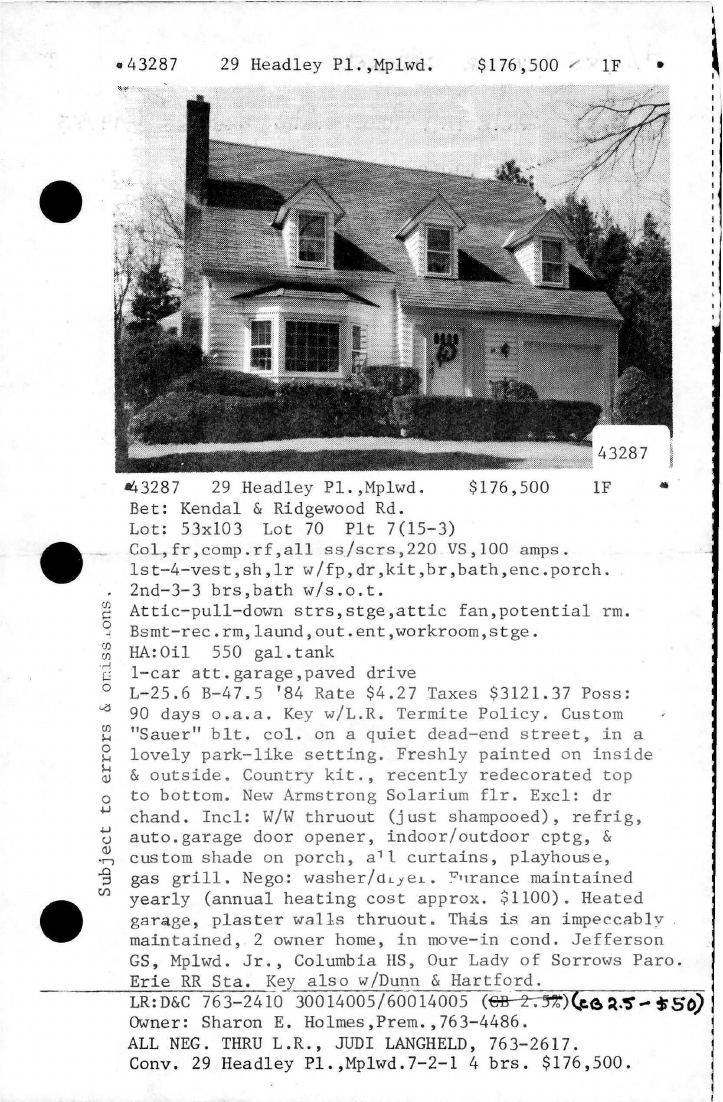 43287 29 Headley Pl.,Mplwd. $176,500 1F
43287
43287 29 Headley Pl.,Mplwd. $176,500 1F
Bet: Kendal & Ridgewood Rd.
Lot: 53x103 Lot 70 Plt 7(15-3)
Col,fr,comp.rf,all ss/scrs,220 VS,100 amps.
1st-4-vest,sh,lr w/fp,dr,kit,br,bath,enc.porch.
2nd-3-3 brs,bath w/s.o.t.
Attic-pull-down strs,stge,attic fan,potential rm.
Bsmt-rec.rm,laund,out.ent,workroom,stge.
HA:Oil 550 gal.tank
1-car att.garage,paved drive
L-25.6 B-47.5 '84 Rate $4.27 Taxes $3121.37 Poss:
90 days o.a.a. Key w/L.R. Termite Policy. Custom
"Sauer" blt. col. on a quiet dead-end street, in a
lovely park-like setting. Freshly painted on inside
& outside. Country kit., recently redecorated top
to bottom. New Armstrong Solarium flr. Excl: dr
chand. Incl: W/W thruout (just shampooed), refrig,
auto.garage door opener, indoor/outdoor cptg, &
custom shade on porch, all curtains, playhouse,
gas grill. Nego: washer/dryer. Furance maintained
yearly (annual heating cost approx. $1100). Heated
garage, plaster walls thruout. This is an impeccably
maintained, 2 owner home, in move-in cond. Jefferson
GS, Mplwd. Jr., Columbia HS, Our Lady of Sorrows Paro.
Erie RR Sta. Key also w/Dunn & Hartford.
LR:D&C 763-2410 30014005/60014005 (CB 2.5%)(CB 2.5-$50)
Owner: Sharon E. Holmes,Prem.,763-4486.
ALL NEG. THRU L.R., JUDI LANGHELD, 763-2617.
Conv. 29 Headley Pl.,Mplwd.7-2-1 4 brs. $176,500.
Subject to errors & omissions.